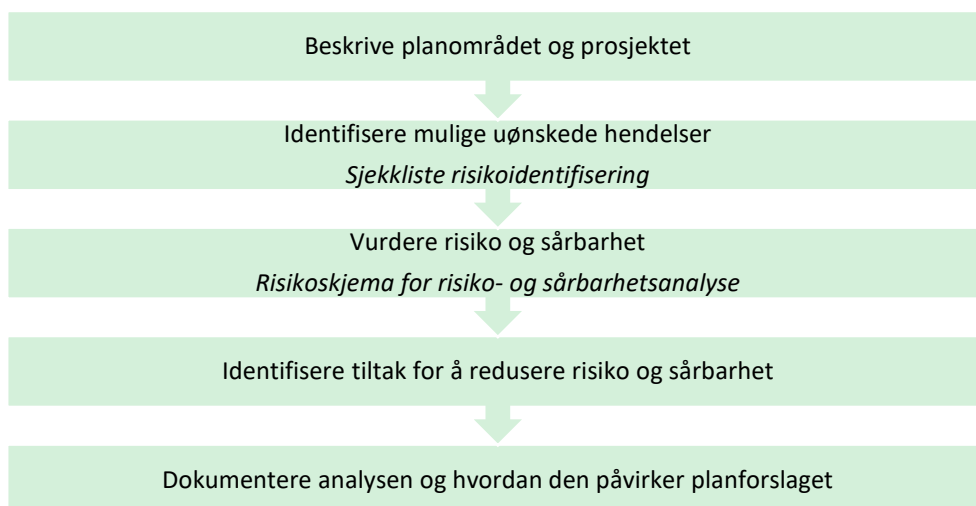 Beskrive planområdet og prosjektet
Identifisere mulige uønskede hendelser
Sjekkliste risikoidentifisering
Vurdere risiko og sårbarhet
Risikoskjema for risiko- og sårbarhetsanalyse
Identifisere tiltak for å redusere risiko og sårbarhet
Dokumentere analysen og hvordan den påvirker planforslaget